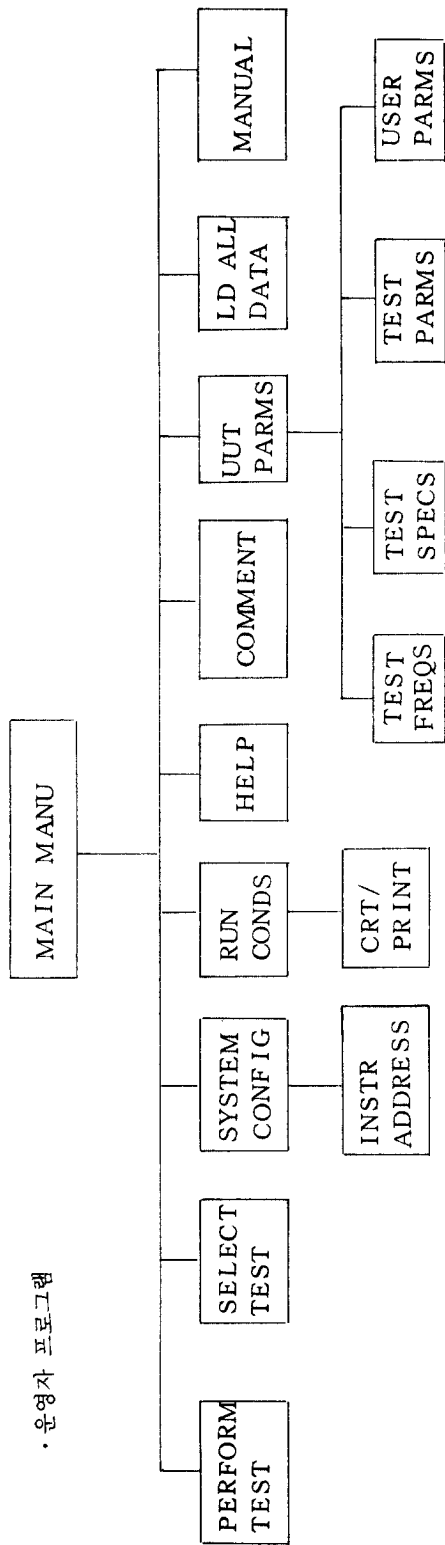 · 운영자 프로그램
MAIN MANU
PERFORM
TEST
SELECT
TEST
SYSTEM
CONFIG
RUN
CONDS
HELP
COMMENT
UUT
PARMS
LD ALL
DATA
MANUAL
INSTR
ADDRESS
CRT/
PRINT
TEST
FREQS
TEST
SPECS
TEST
PARMS
USER
PARMS